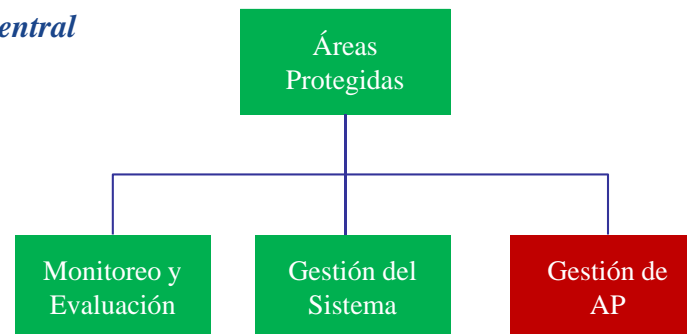 entral
Áreas
Protegidas
Monitoreo y
Evaluación
Gestión del
Sistema
Gestión de
AP